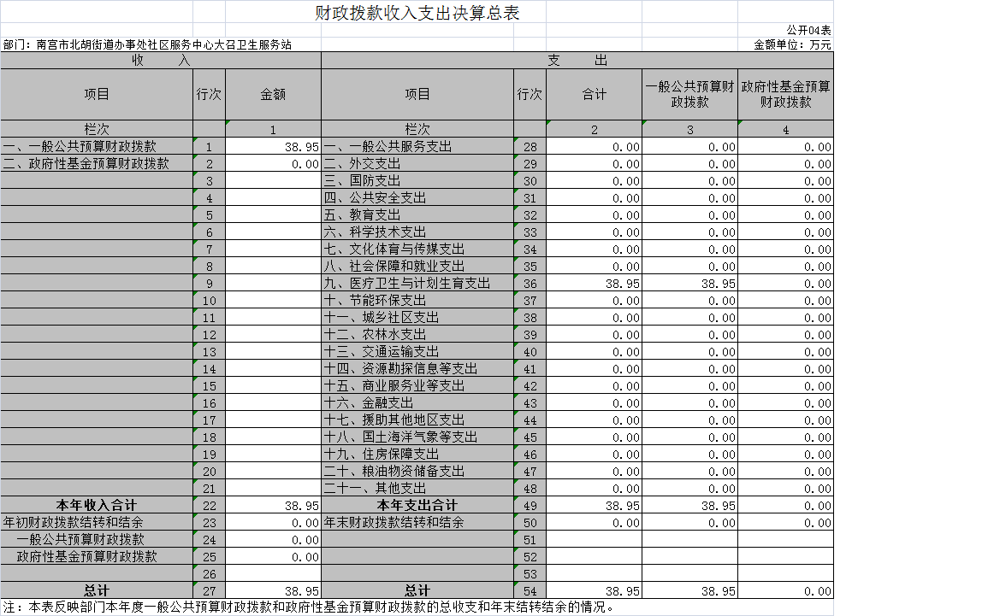 财政拨款收入支出决算总表
公开04表
部门：南宫市北胡街道办事处社区服务中心大召卫生服务站 金额单位：万元
收 入 支 出
项目 行次 金额 项目 行次 合计 一般公共预算财政拨款 政府性基金预算财政拨款
栏次 1 栏次 2 3 4
一、一般公共预算财政拨款 1 38.95 一、一般公共服务支出 28 0.00 0.00 0.00
二、政府性基金预算财政拨款 2 0.00 二、外交支出 29 0.00 0.00 0.00
3 三、国防支出 30 0.00 0.00 0.00
4 四、公共安全支出 31 0.00 0.00 0.00
5 五、教育支出 32 0.00 0.00 0.00
6 六、科学技术支出 33 0.00 0.00 0.00
7 七、文化体育与传媒支出 34 0.00 0.00 0.00
8 八、社会保障和就业支出 35 0.00 0.00 0.00
9 九、医疗卫生与计划生育支出 36 38.95 38.95 0.00
10 十、节能环保支出 37 0.00 0.00 0.00
11 十一、城乡社区支出 38 0.00 0.00 0.00
12 十二、农林水支出 39 0.00 0.00 0.00
13 十三、交通运输支出 40 0.00 0.00 0.00
14 十四、资源勘探信息等支出 41 0.00 0.00 0.00
15 十五、商业服务业等支出 42 0.00 0.00 0.00
16 十六、金融支出 43 0.00 0.00 0.00
17 十七、援助其他地区支出 44 0.00 0.00 0.00
18 十八、国土海洋气象等支出 45 0.00 0.00 0.00
19 十九、住房保障支出 46 0.00 0.00 0.00
20 二十、粮油物资储备支出 47 0.00 0.00 0.00
21 二十一、其他支出 48 0.00 0.00 0.00
本年收入合计 22 38.95 本年支出合计 49 38.95 38.95 0.00
年初财政拨款结转和结余 23 0.00 年末财政拨款结转和结余 50 0.00 0.00 0.00
一般公共预算财政拨款 24 0.00 51
政府性基金预算财政拨款 25 0.00 52
26 53
总计 27 38.95 总计 54 38.95 38.95 0.00
注：本表反映部门本年度一般公共预算财政拨款和政府性基金预算财政拨款的总收支和年末结转结余的情况。